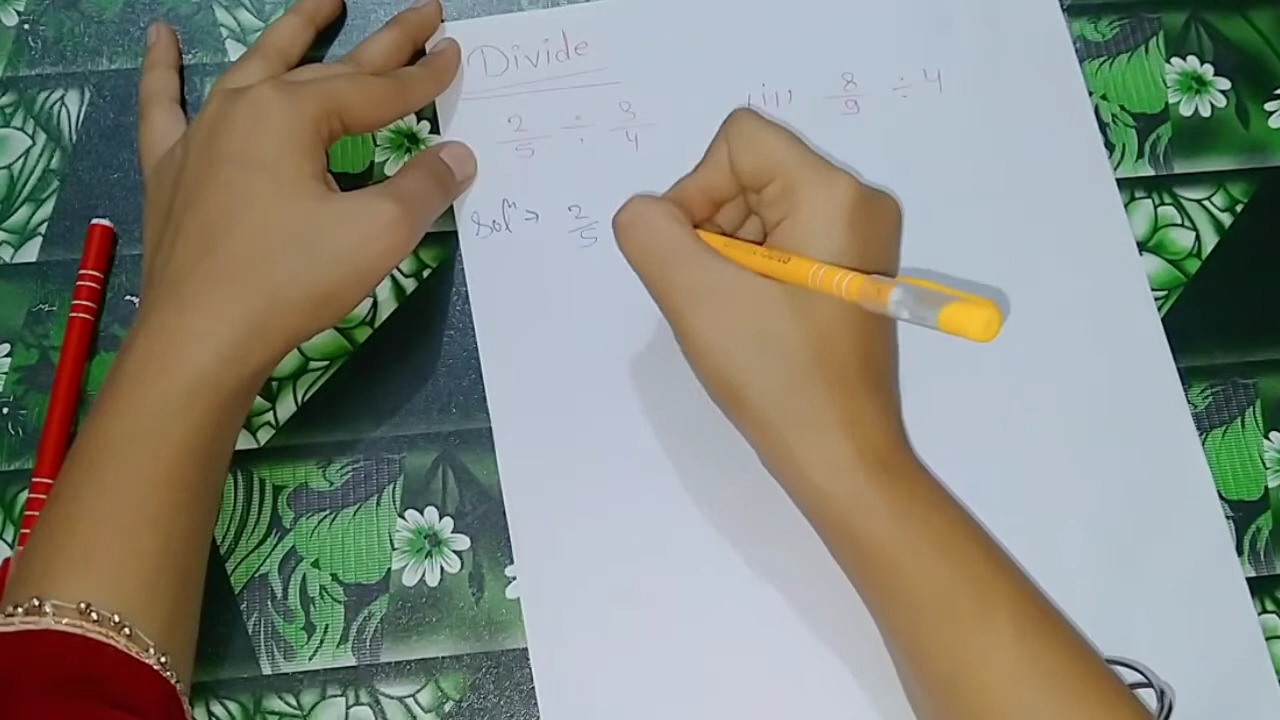 Divide
2/5 ÷ 3/4
(ii) 8/9 ÷ 4
Solⁿ → 2/5